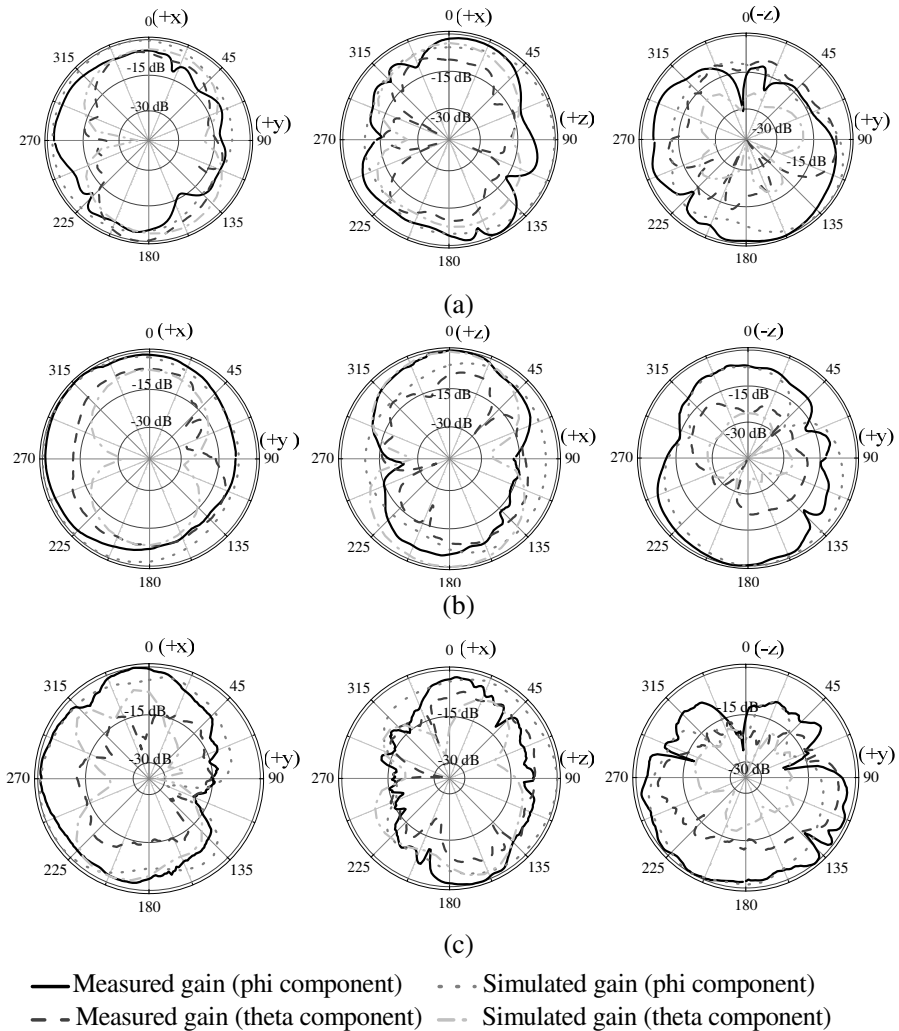 0 (+x) 0 (+x) 0 (-z)
315 45 315 45 315 45
-15 dB -15 dB
-30 dB -30 dB -30 dB
(+y) (+z) (+y)
270 90 270 90 270 90
-15 dB
225 135 225 135 225 135
180 180 180
(a)
0 (+x) 0 (+z) 0 (-z)
315 45 315 45 315 45
-15 dB -15 dB -15 dB
-30 dB -30 dB -30 dB
(+y) (+x) (+y)
270 90 270 90 270 90
225 135 225 135 225 135
180 180 180
(b)
0 (+x) 0 (+x) 0 (-z)
315 45 315 45 315 45
-15 dB -15 dB -15 dB
-30 dB -30 dB -30 dB
(+y) (+z) (+y)
270 90 270 90 270 90
225 135 225 135 225 135
180 180 180
(c)
Measured gain (phi component) Simulated gain (phi component)
Measured gain (theta component) Simulated gain (theta component)